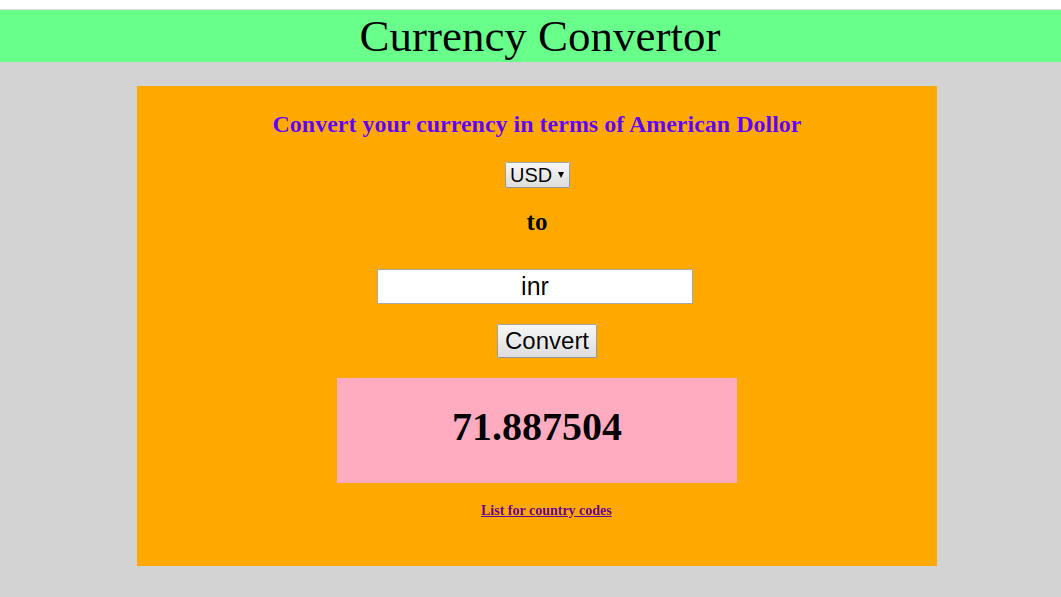 Currency Convertor
Convert your currency in terms of American Dollor
USD
to
inr
Convert
71.887504
List for country codes